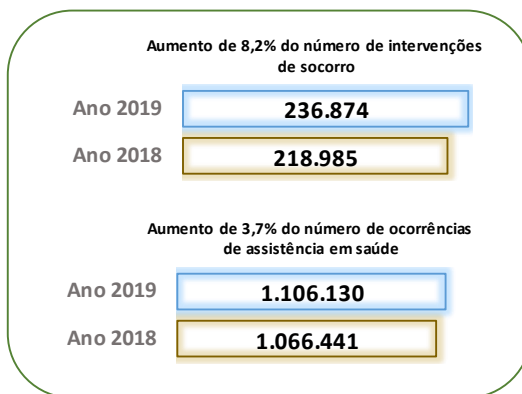 Aumento de 8,2% do número de intervenções
de socorro
Ano 2019 236.874
Ano 2018 218.985
Aumento de 3,7% do número de ocorrências
de assistência em saúde
Ano 2019 1.106.130
Ano 2018 1.066.441